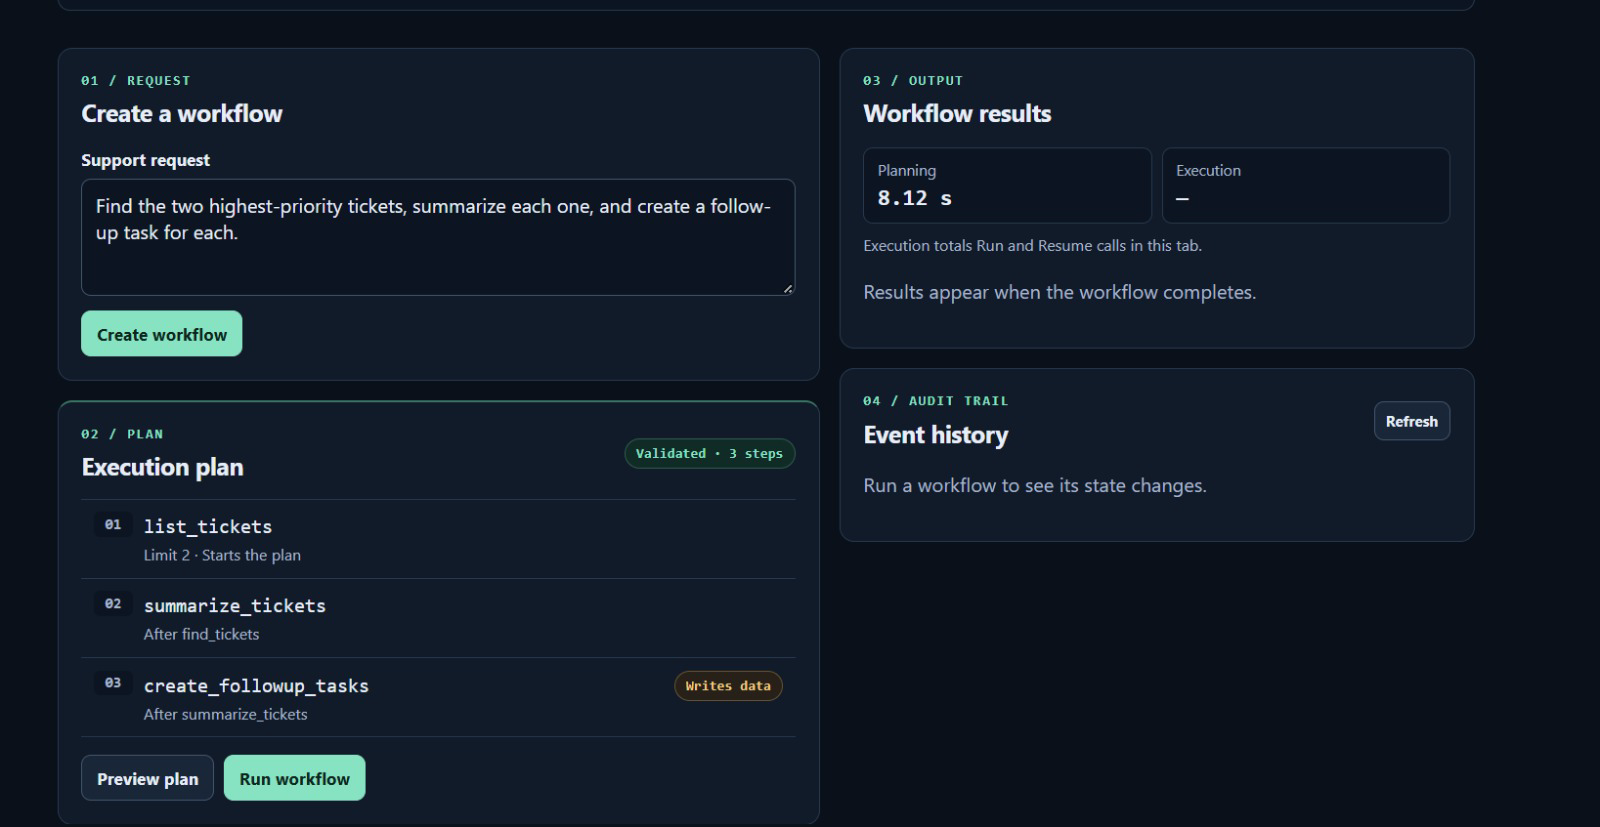 01 / REQUEST
Create a workflow
Support request
Find the two highest-priority tickets, summarize each one, and create a follow-
up task for each.
Create workflow
02 / PLAN
Execution plan
Validated · 3 steps
01
list_tickets
Limit 2 · Starts the plan
02
summarize_tickets
After find_tickets
03
create_followup_tasks
Writes data
After summarize_tickets
Preview plan
Run workflow
03 / OUTPUT
Workflow results
Planning
8.12 s
Execution
—
Execution totals Run and Resume calls in this tab.
Results appear when the workflow completes.
04 / AUDIT TRAIL
Event history
Refresh
Run a workflow to see its state changes.